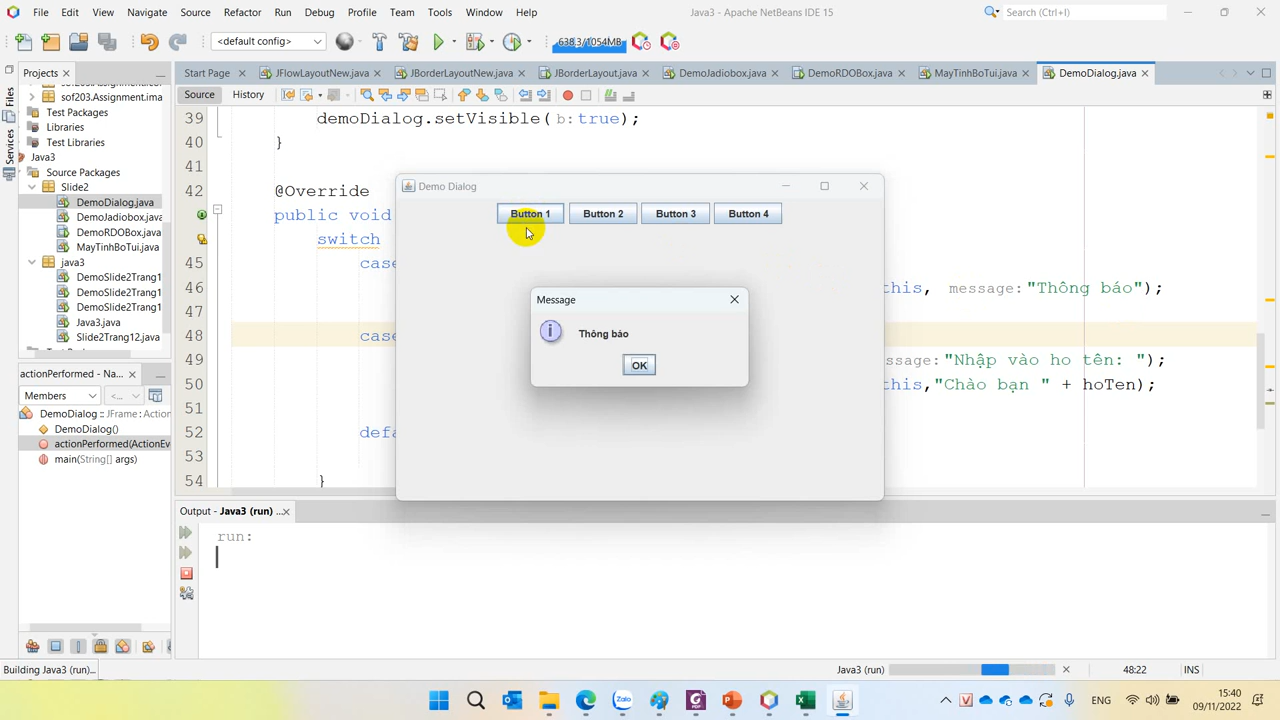 File Edit View Navigate Source Refactor Run Debug Profile Team Tools Window Help
Java3 - Apache NetBeans IDE 15
Search (Ctrl+I)
<default config>
638,3/1054MB
Projects
Start Page
JFlowLayoutNew.java
JBorderLayoutNew.java
JBorderLayout.java
DemoJadiobox.java
DemoRDOBox.java
MayTinhBoTui.java
DemoDialog.java
Files
Services
sof203.Assignment.ima
Test Packages
Libraries
Test Libraries
Java3
Source Packages
Slide2
DemoDialog.java
DemoJadiobox.java
DemoRDOBox.java
MayTinhBoTui.java
java3
DemoSlide2Trang1
DemoSlide2Trang1
DemoSlide2Trang1
Java3.java
Slide2Trang12.java
actionPerformed - Na...
Members
<...
DemoDialog :: JFrame : Action
DemoDialog()
actionPerformed(ActionEv
main(String[] args)
Source History
39 demoDialog.setVisible( b: true);
40 }
41
42 @Override
public void
switch
45 case
46 this, message: "Thông báo");
47
48 case
49 ssage: "Nhập vào ho tên: ");
50 this,"Chào bạn " + hoTen);
51
52 defa
53
54 }
Demo Dialog
Button 1 Button 2 Button 3 Button 4
Message
Thông báo
OK
Output - Java3 (run) ...
run:
Building Java3 (run)...
Java3 (run)
48:22
INS
Zalo
ENG
15:40
09/11/2022